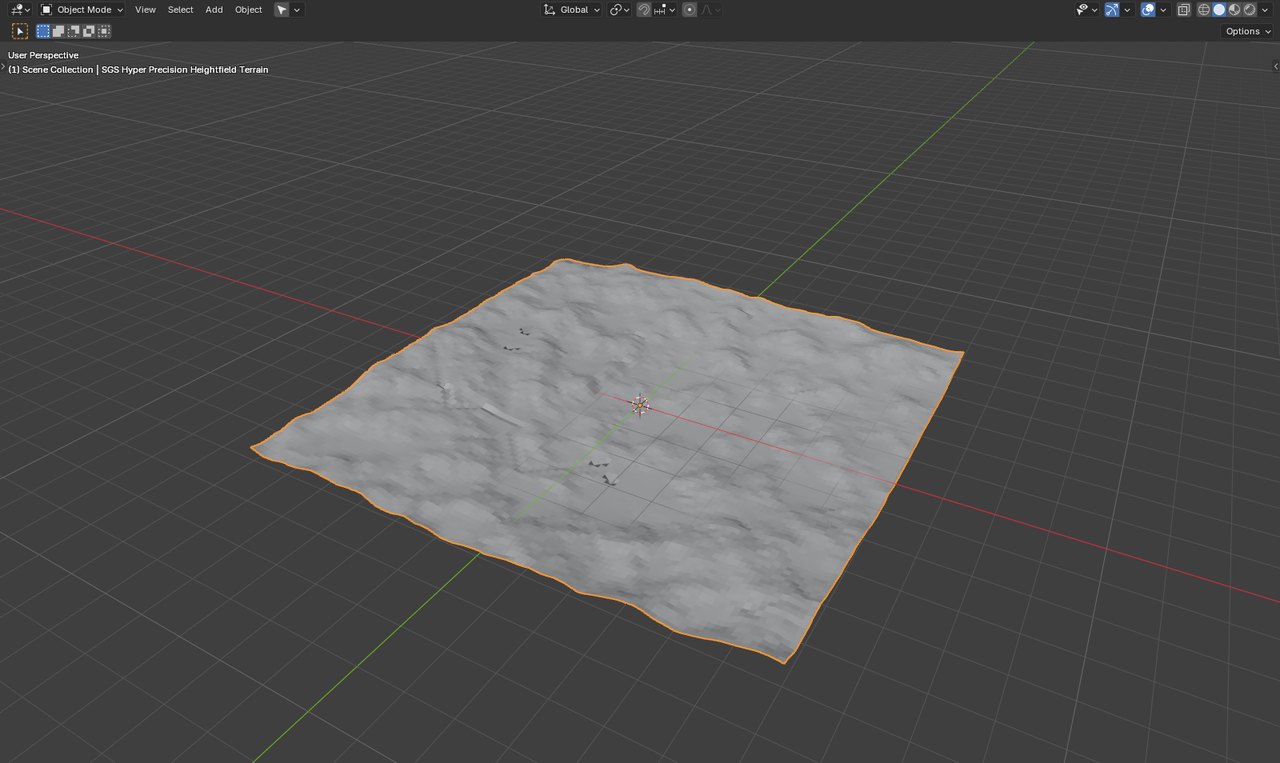 Object Mode View Select Add Object Global
Options
User Perspective
(1) Scene Collection | SGS Hyper Precision Heightfield Terrain